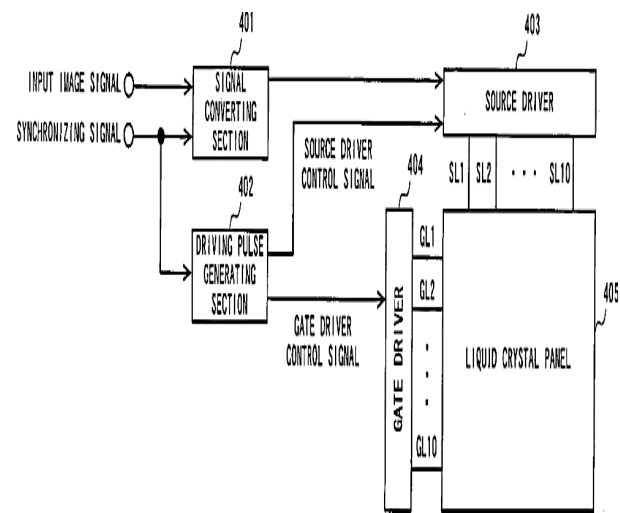 401
403
INPUT IMAGE SIGNAL
SIGNAL
CONVERTING
SECTION
SOURCE DRIVER
SYNCHRONIZING SIGNAL
SOURCE DRIVER
CONTROL SIGNAL
404
SL1
SL2
· · ·
SL10
402
DRIVING PULSE
GENERATING
SECTION
GL1
GL2
405
GATE DRIVER
CONTROL SIGNAL
GATE DRIVER
LIQUID CRYSTAL PANEL
GL10